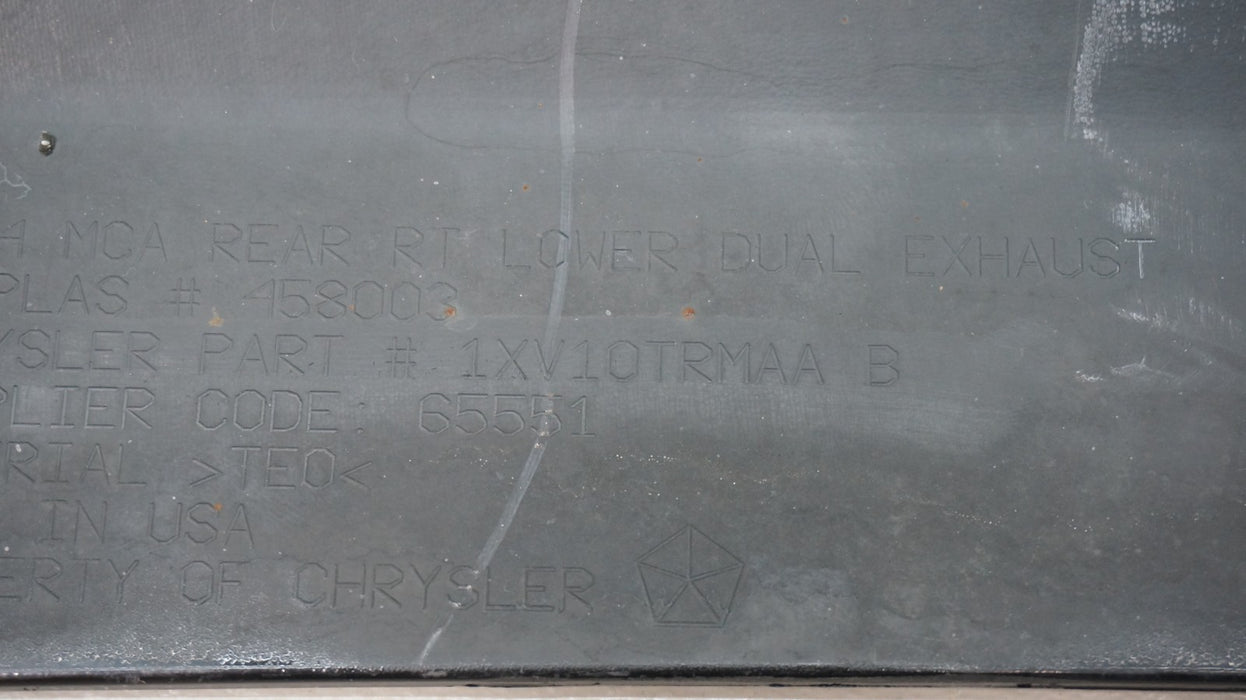 4 MCA REAR RT LOWER DUAL EXHAUST
PLAS # 458003
YSLER PART # 1XV10TRMAA B
PLIER CODE: 65551
RIAL >TEO<
IN USA
ERTY OF CHRYSLER